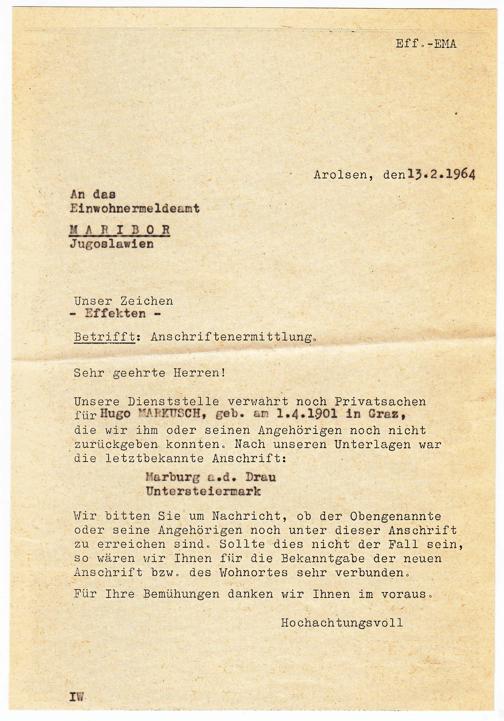 Eff.-EMA
Arolsen, den 13.2.1964
An das
Einwohnermeldeamt
M A R I B O R
Jugoslawien
Unser Zeichen
- Effekten -
Betrifft: Anschriftenermittlung.
Sehr geehrte Herren!
Unsere Dienststelle verwahrt noch Privatsachen
für Hugo MARKUSCH, geb. am 1.4.1901 in Graz,
die wir ihm oder seinen Angehörigen noch nicht
zurückgeben konnten. Nach unseren Unterlagen war
die letztbekannte Anschrift:
Marburg a.d. Drau
Untersteiermark
Wir bitten Sie um Nachricht, ob der Obengenannte
oder seine Angehörigen noch unter dieser Anschrift
zu erreichen sind. Sollte dies nicht der Fall sein,
so wären wir Ihnen für die Bekanntgabe der neuen
Anschrift bzw. des Wohnortes sehr verbunden.
Für Ihre Bemühungen danken wir Ihnen im voraus.
Hochachtungsvoll
IW